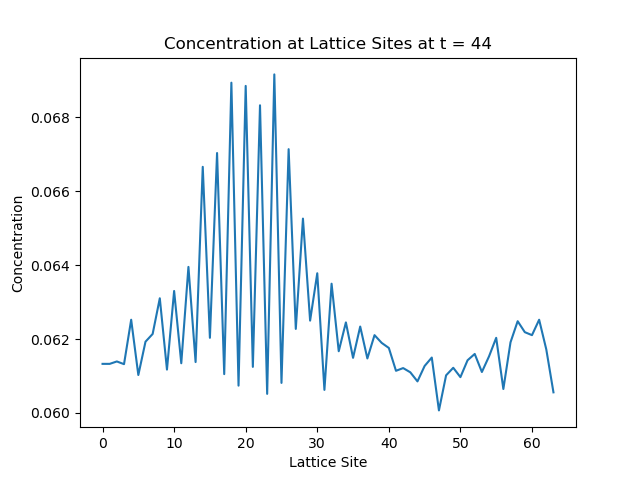 Concentration at Lattice Sites at t = 44
0.068
0.066
0.064
0.062
0.060
Concentration
0 10 20 30 40 50 60
Lattice Site